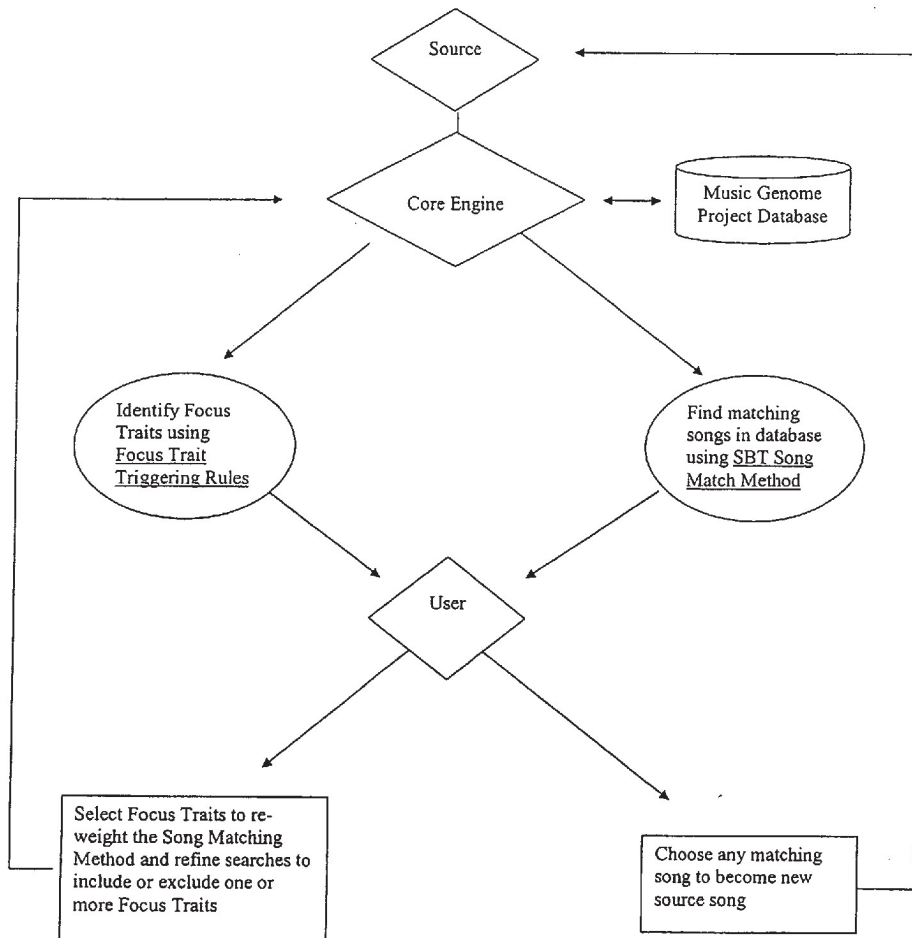 Source
Core Engine
Music Genome
Project Database
Identify Focus
Traits using
Focus Trait
Triggering Rules
Find matching
songs in database
using SBT Song
Match Method
User
Select Focus Traits to re-
weight the Song Matching
Method and refine searches to
include or exclude one or
more Focus Traits
Choose any matching
song to become new
source song